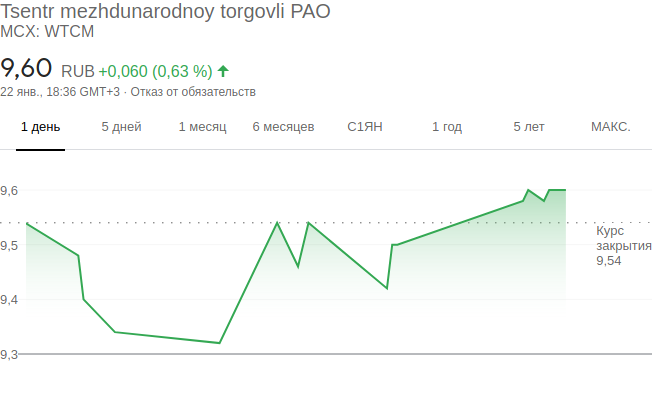 Tsentr mezhdunarodnoy torgovli PAO
MCX: WTCM
9,60 RUB +0,060 (0,63 %)
22 янв., 18:36 GMT+3 · Отказ от обязательств
1 день 5 дней 1 месяц 6 месяцев С1ЯН 1 год 5 лет МАКС.
9,6
9,5
9,4
9,3
Курс
закрытия
9,54